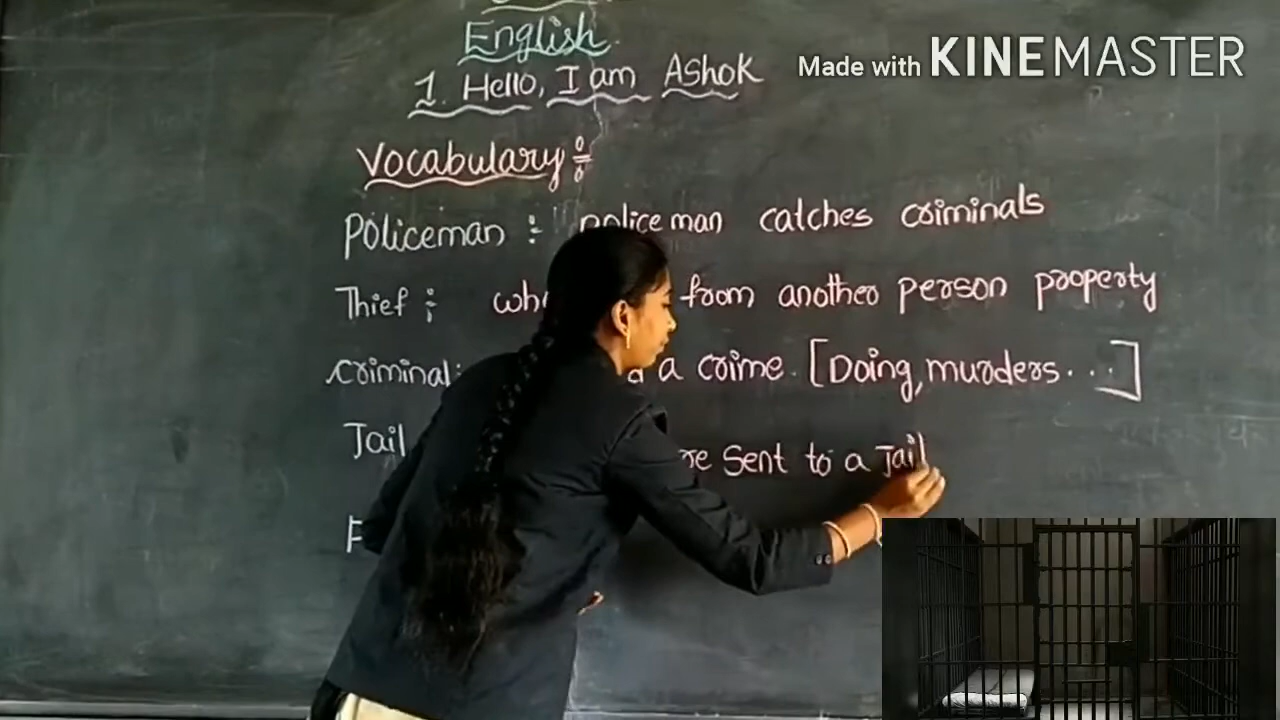 English.
Made with KINEMASTER
1. Hello, I am Ashok
Vocabulary :
Policeman : policeman catches criminals
Thief : from another person property
criminal: a crime. [Doing, murders...]
Jail sent to a Jail